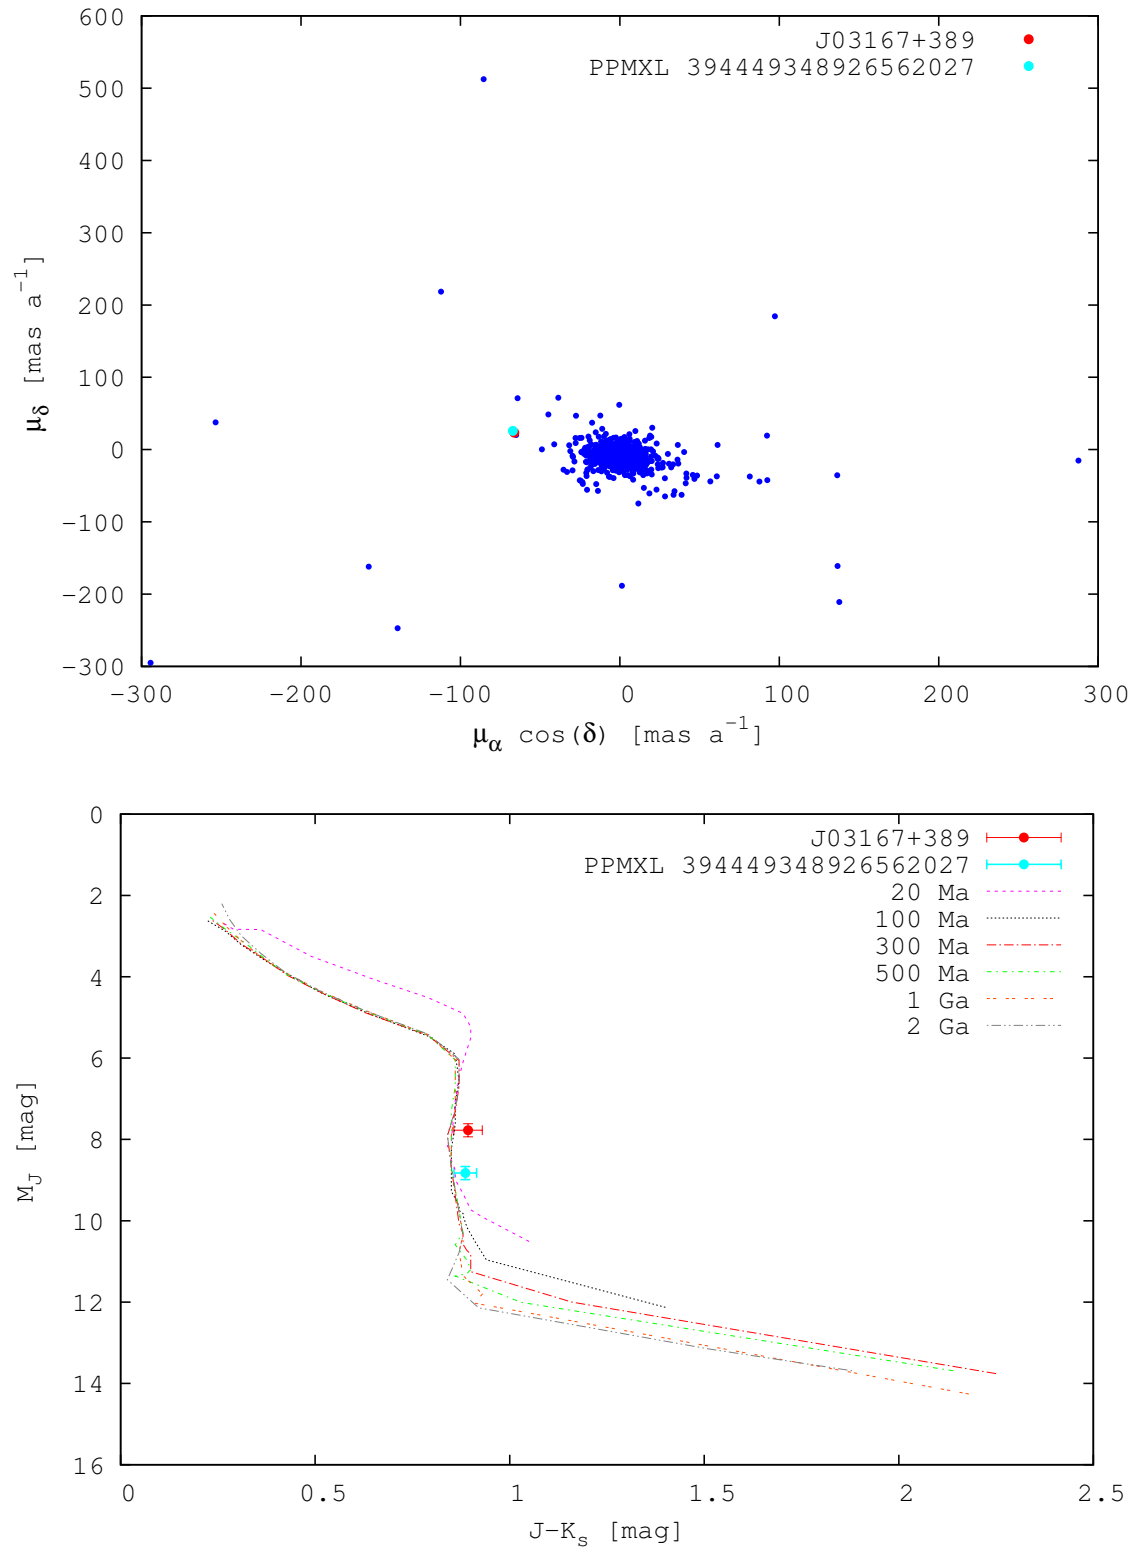 600
500
400
300
200
100
0
−100
−200
−300
−300
−200
−100
0
100
200
300
μδ [mas a−1]
μα cos(δ) [mas a−1]
J03167+389
PPMXL 394449348926562027
0
2
4
6
8
10
12
14
16
0
0.5
1
1.5
2
2.5
MJ [mag]
J−Ks [mag]
J03167+389
PPMXL 394449348926562027
20 Ma
100 Ma
300 Ma
500 Ma
1 Ga
2 Ga